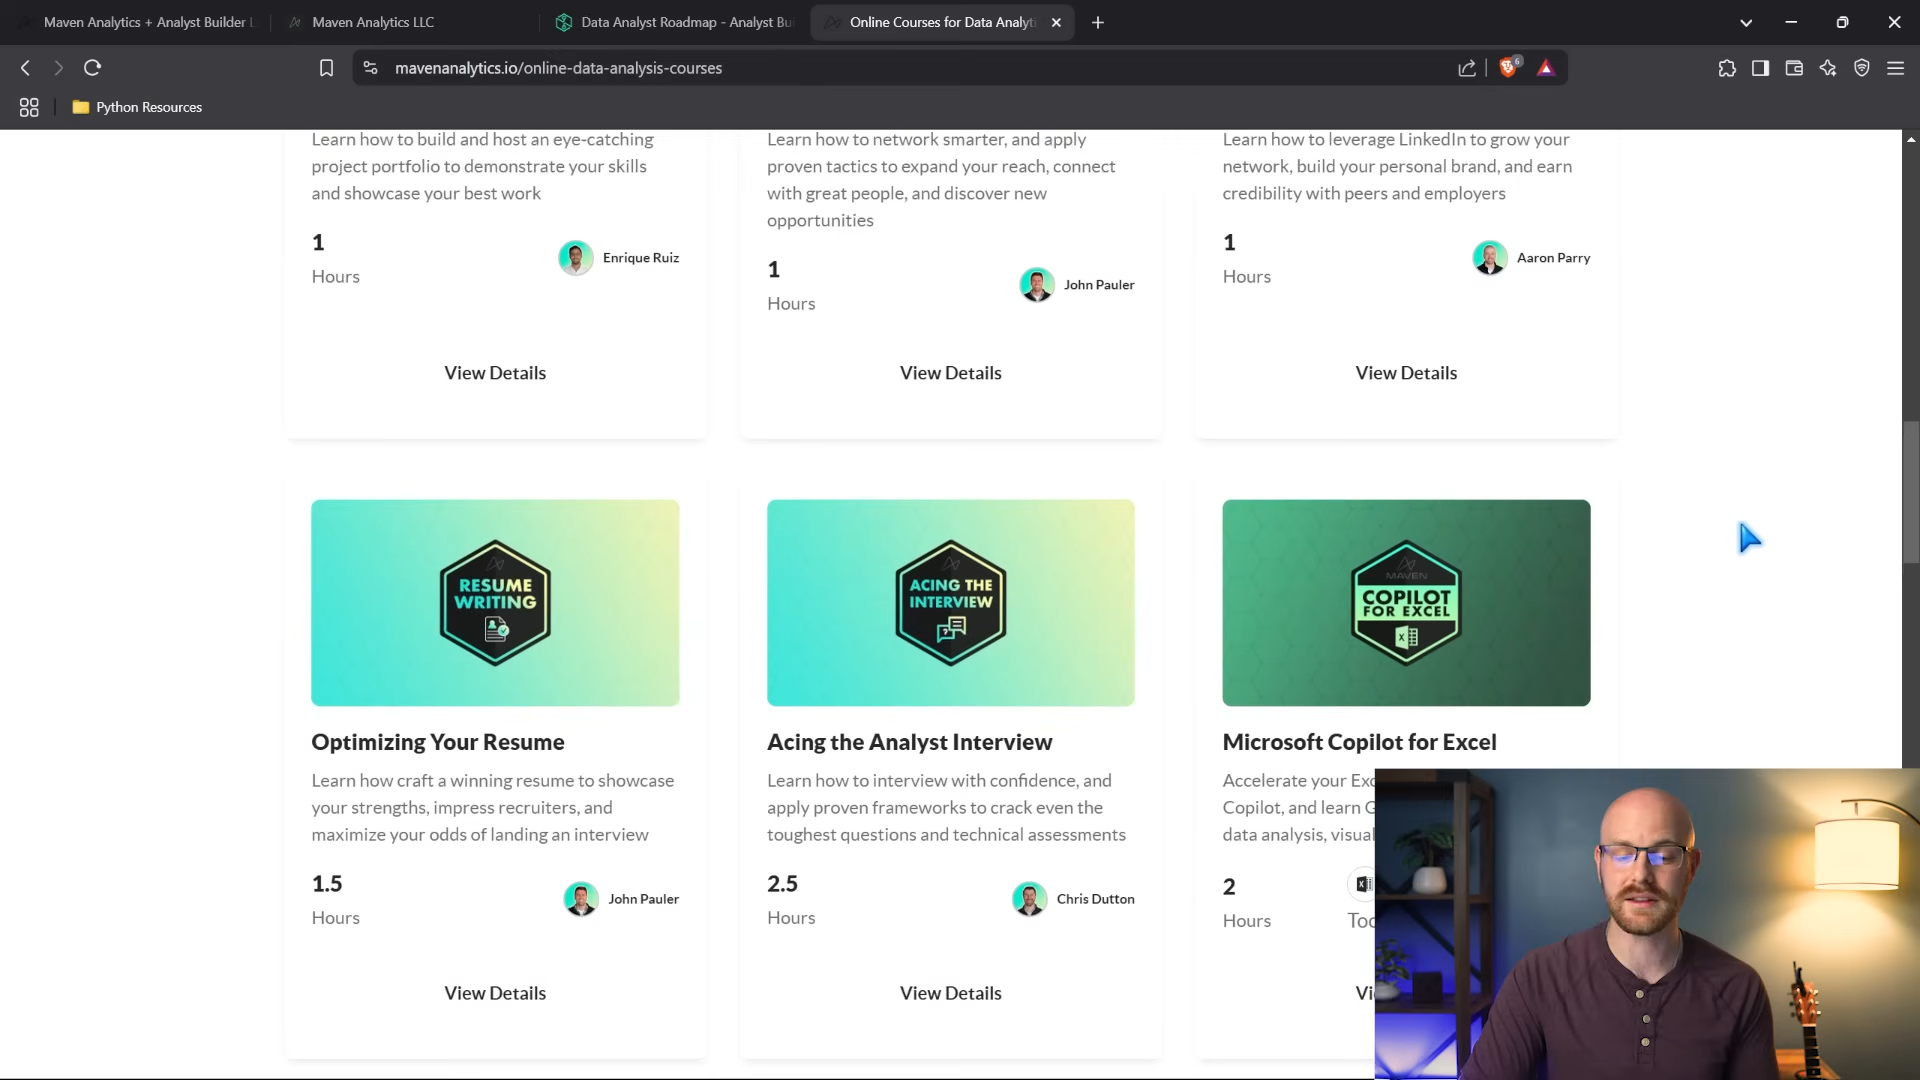 Maven Analytics + Analyst Builder
Maven Analytics LLC
Data Analyst Roadmap - Analyst Bu
Online Courses for Data Analyti
mavenanalytics.io/online-data-analysis-courses
6
Python Resources
Learn how to build and host an eye-catching
project portfolio to demonstrate your skills
and showcase your best work
1
Hours
Enrique Ruiz
View Details
Learn how to network smarter, and apply
proven tactics to expand your reach, connect
with great people, and discover new
opportunities
1
Hours
John Pauler
View Details
Learn how to leverage LinkedIn to grow your
network, build your personal brand, and earn
credibility with peers and employers
1
Hours
Aaron Parry
View Details
RESUME
WRITING
Optimizing Your Resume
Learn how craft a winning resume to showcase
your strengths, impress recruiters, and
maximize your odds of landing an interview
1.5
Hours
John Pauler
View Details
ACING THE
INTERVIEW
Acing the Analyst Interview
Learn how to interview with confidence, and
apply proven frameworks to crack even the
toughest questions and technical assessments
2.5
Hours
Chris Dutton
View Details
MAVEN
COPILOT
FOR EXCEL
Microsoft Copilot for Excel
Accelerate your Exc
Copilot, and learn G
data analysis, visual
2
Hours
Too
Vi